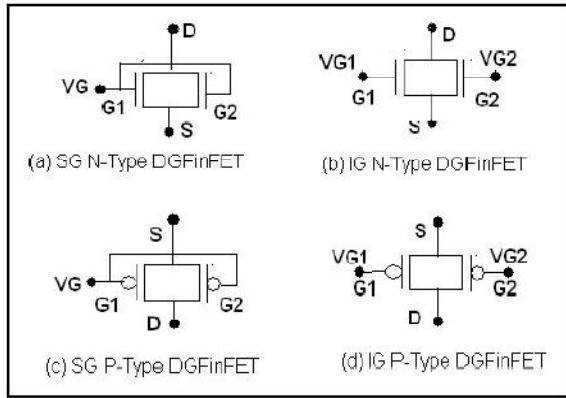 D
VG
G1
G2
S
(a) SG N-Type DGFinFET
D
VG1
VG2
G1
G2
S
(b) IG N-Type DGFinFET
S
VG
G1
G2
D
(c) SG P-Type DGFinFET
S
VG1
VG2
G1
G2
D
(d) IG P-Type DGFinFET